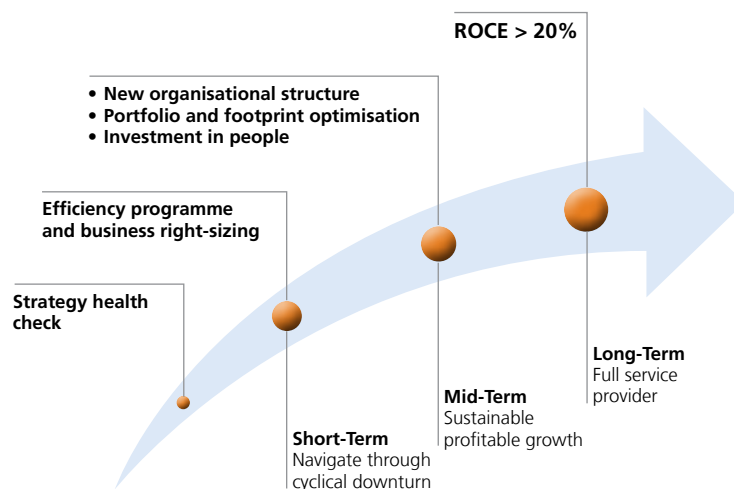 ROCE > 20%
• New organisational structure
• Portfolio and footprint optimisation
• Investment in people
Efficiency programme
and business right-sizing
Strategy health
check
Long-Term
Full service
provider
Mid-Term
Sustainable
profitable growth
Short-Term
Navigate through
cyclical downturn